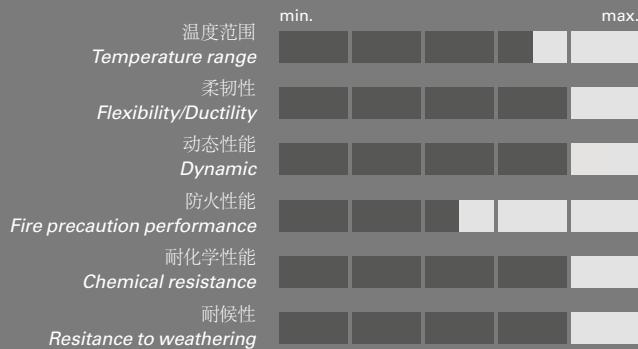 min. max.
温度范围
Temperature range
柔韧性
Flexibility/Ductility
动态性能
Dynamic
防火性能
Fire precaution performance
耐化学性能
Chemical resistance
耐候性
Resitance to weathering